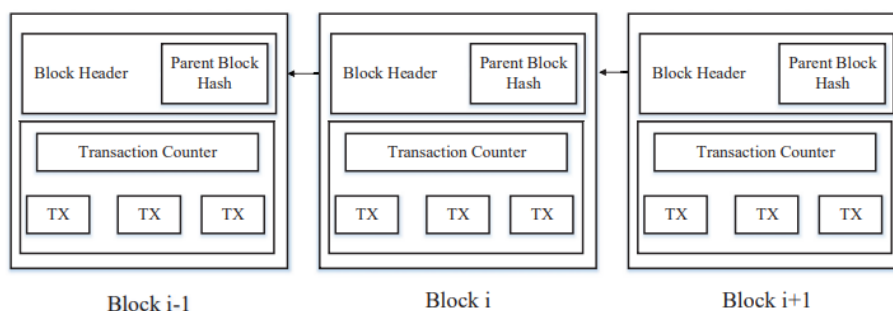 Block Header
Parent Block
Hash
Block Header
Parent Block
Hash
Block Header
Parent Block
Hash
Transaction Counter
Transaction Counter
Transaction Counter
TX TX TX
TX TX TX
TX TX TX
Block i-1
Block i
Block i+1